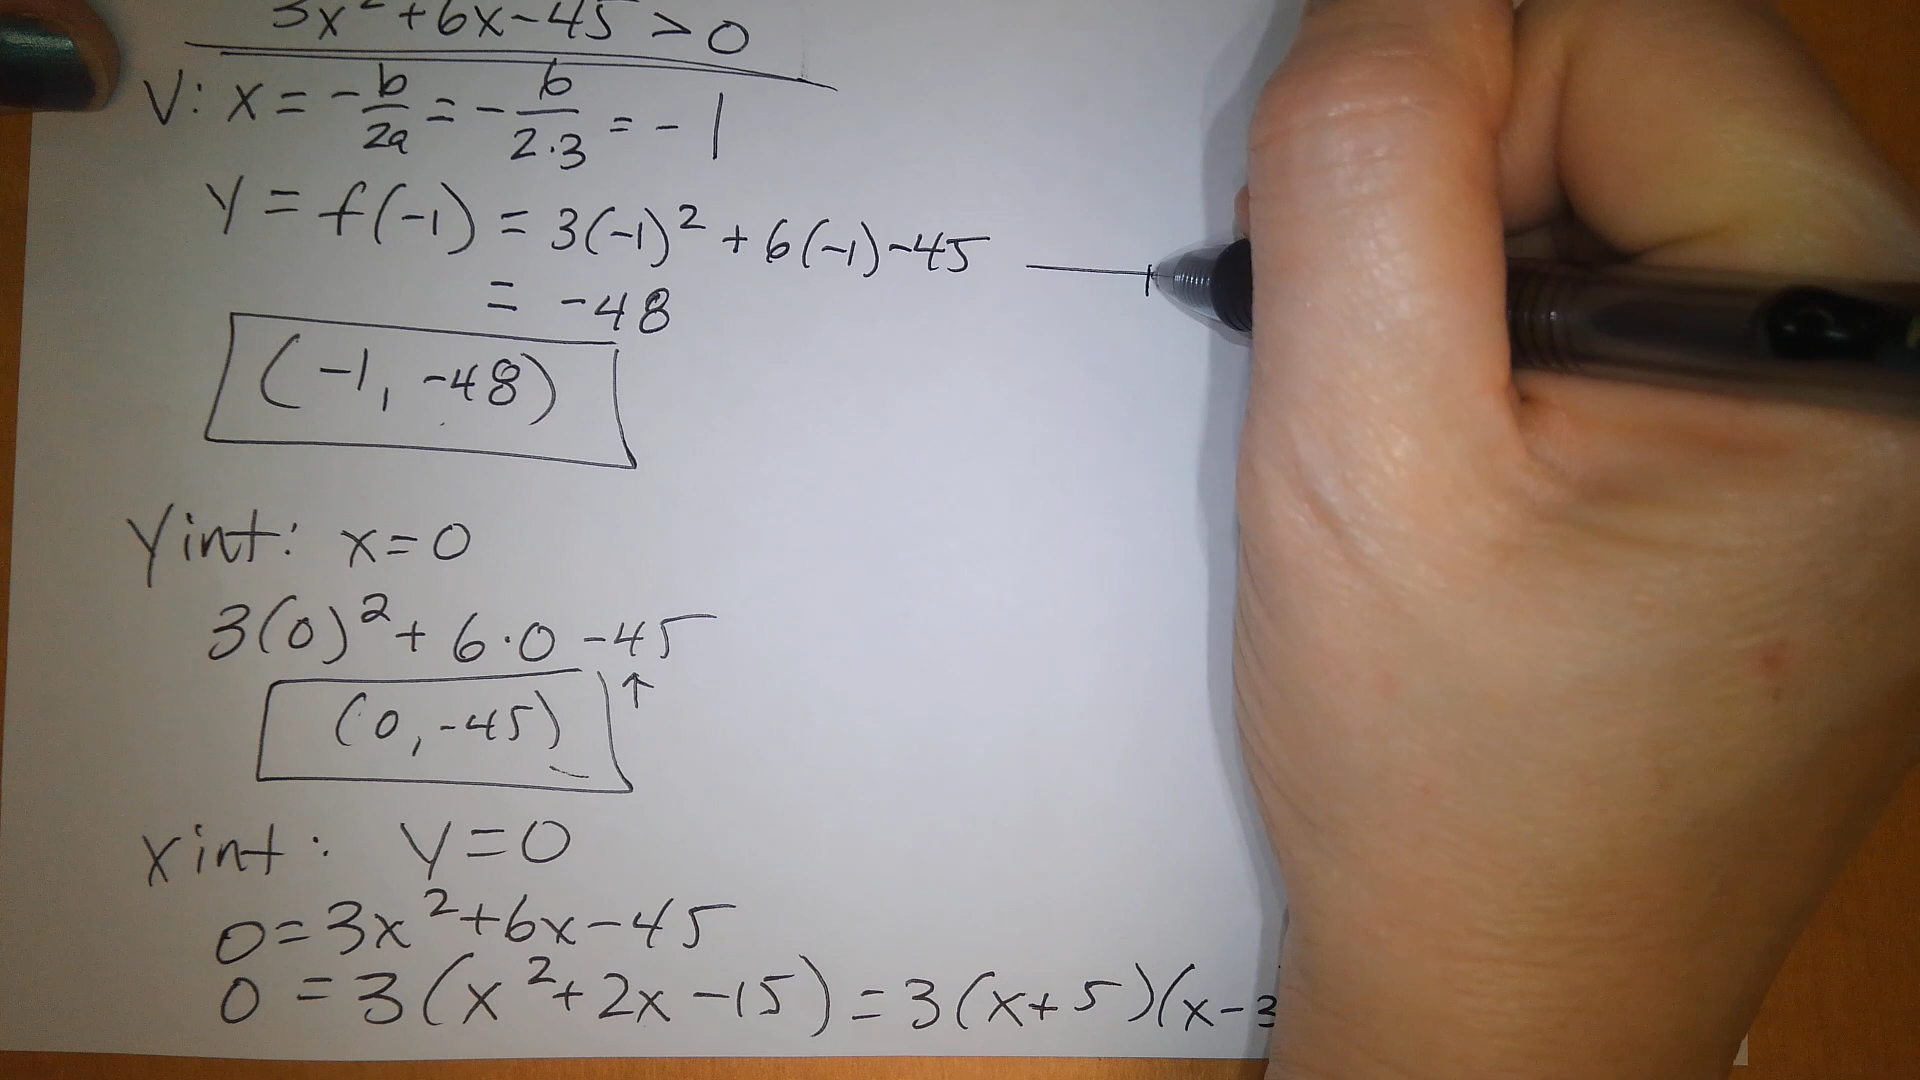 3x² + 6x - 45 > 0
V: x = -b/2a = -6/2·3 = -1
y = f(-1) = 3(-1)² + 6(-1) - 45
= -48
(-1, -48)
Yint: x = 0
3(0)² + 6·0 - 45
(0, -45)
↑
Xint: y = 0
0 = 3x² + 6x - 45
0 = 3(x² + 2x - 15) = 3(x + 5)(x - 3